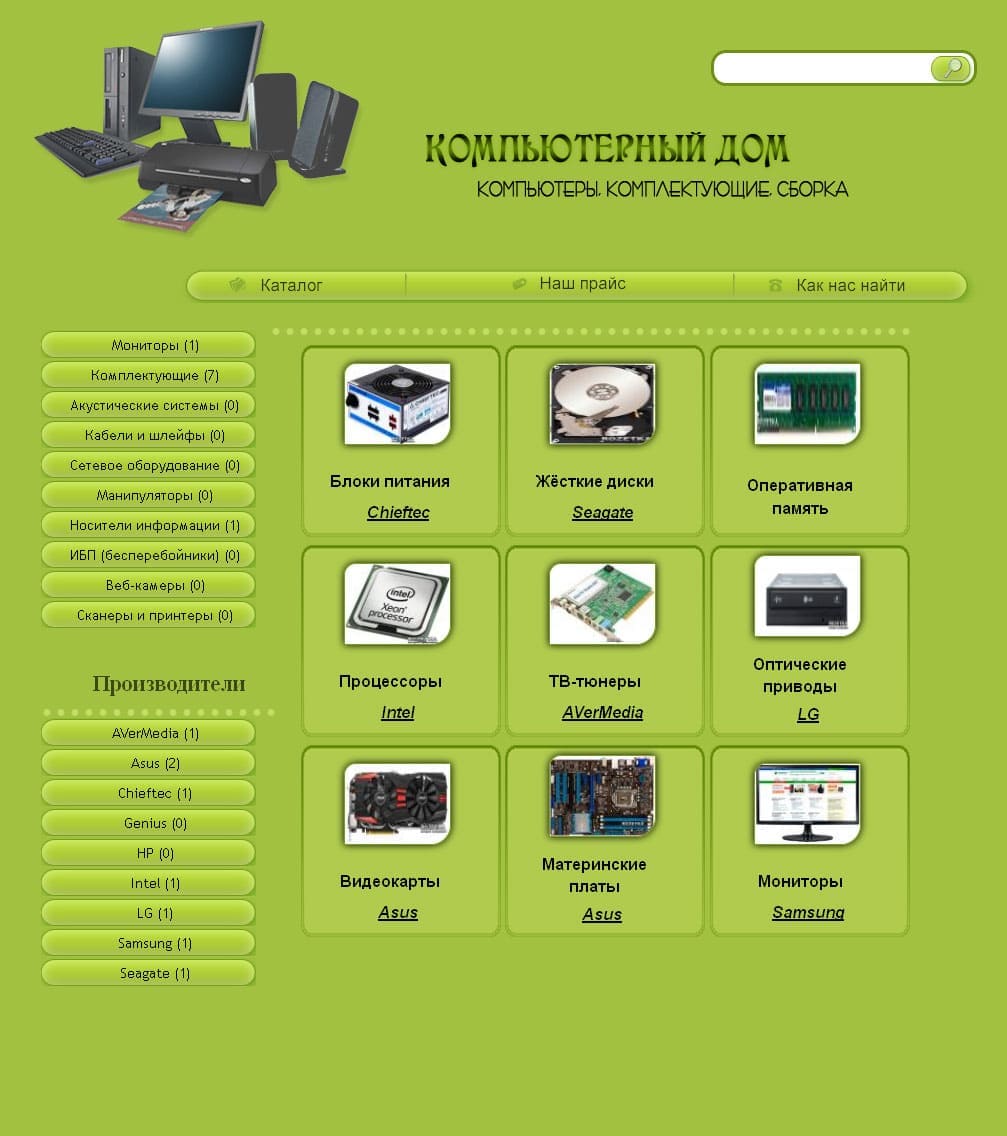 КОМПЬЮТЕРНЫЙ ДОМ
КОМПЬЮТЕРЫ, КОМПЛЕКТУЮЩИЕ, СБОРКА
Каталог
Наш прайс
Как нас найти
Мониторы (1)
Комплектующие (7)
Акустические системы (0)
Кабели и шлейфы (0)
Сетевое оборудование (0)
Манипуляторы (0)
Носители информации (1)
ИБП (бесперебойники) (0)
Веб-камеры (0)
Сканеры и принтеры (0)
Производители
AVerMedia (1)
Asus (2)
Chieftec (1)
Genius (0)
HP (0)
Intel (1)
LG (1)
Samsung (1)
Seagate (1)
Блоки питания
Chieftec
ROZETKA
Жёсткие диски
Seagate
Оперативная
память
intel
Xeon
processor
Процессоры
Intel
ТВ-тюнеры
AVerMedia
Оптические
приводы
LG
Видеокарты
Asus
Материнские
платы
Asus
Мониторы
Samsung